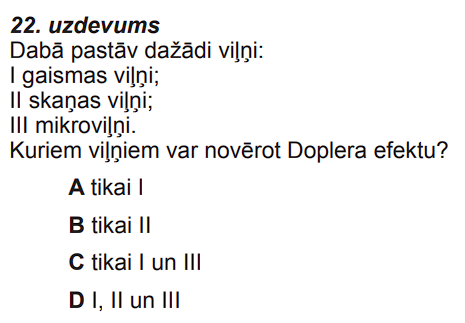 22. uzdevums
Dabā pastāv dažādi viļņi:
I gaismas viļņi;
II skaņas viļņi;
III mikroviļņi.
Kuriem viļņiem var novērot Doplera efektu?
A tikai I
B tikai II
C tikai I un III
D I, II un III